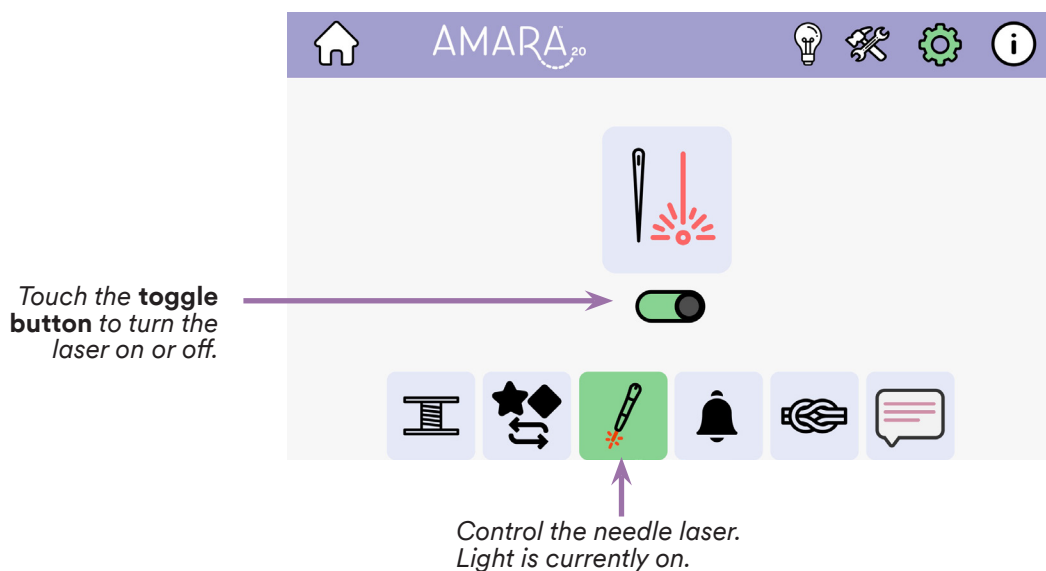 AMARA™ 20
i
Touch the toggle
button to turn the
laser on or off.
Control the needle laser.
Light is currently on.